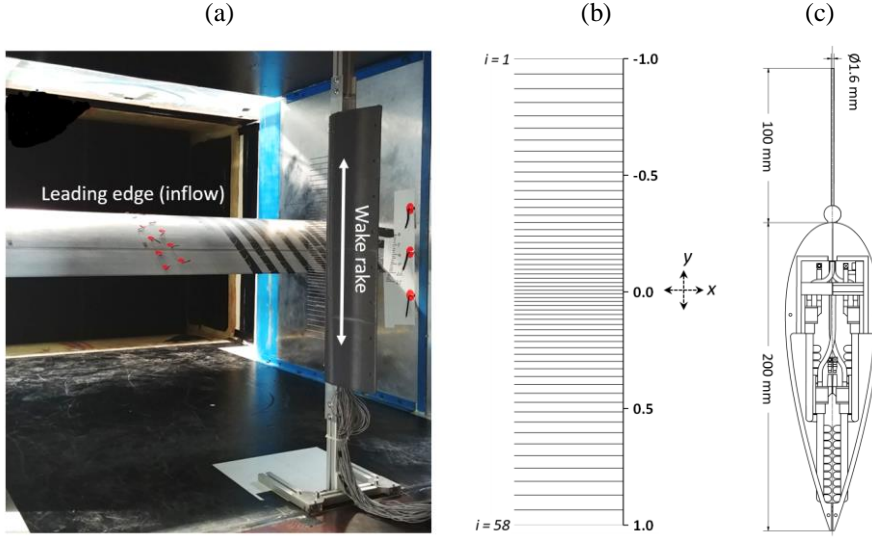 (a)
(b)
(c)
Leading edge (inflow)
Wake rake
i = 1
i = 58
-1.0
-0.5
0.0
0.5
1.0
y
x
Ø1.6 mm
100 mm
200 mm